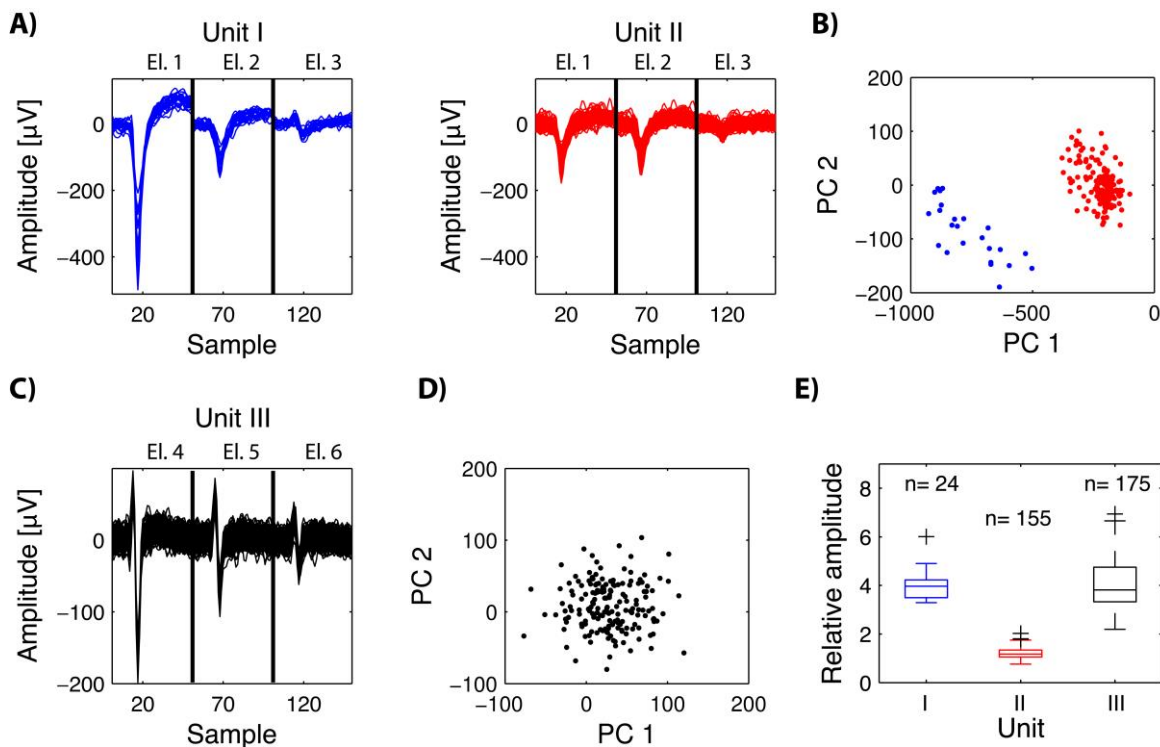 A)
Unit I
El. 1 El. 2 El. 3
Amplitude [µV]
0
−200
−400
20 70 120
Sample
Unit II
El. 1 El. 2 El. 3
Amplitude [µV]
0
−200
−400
20 70 120
Sample
B)
PC 2
200
100
0
−100
−200
−1000 −500 0
PC 1
C)
Unit III
El. 4 El. 5 El. 6
Amplitude [µV]
0
−100
−200
20 70 120
Sample
D)
PC 2
200
100
0
−100
−100 0 100 200
PC 1
E)
Relative amplitude
8
6
4
2
0
n= 24
n= 155
n= 175
I II III
Unit